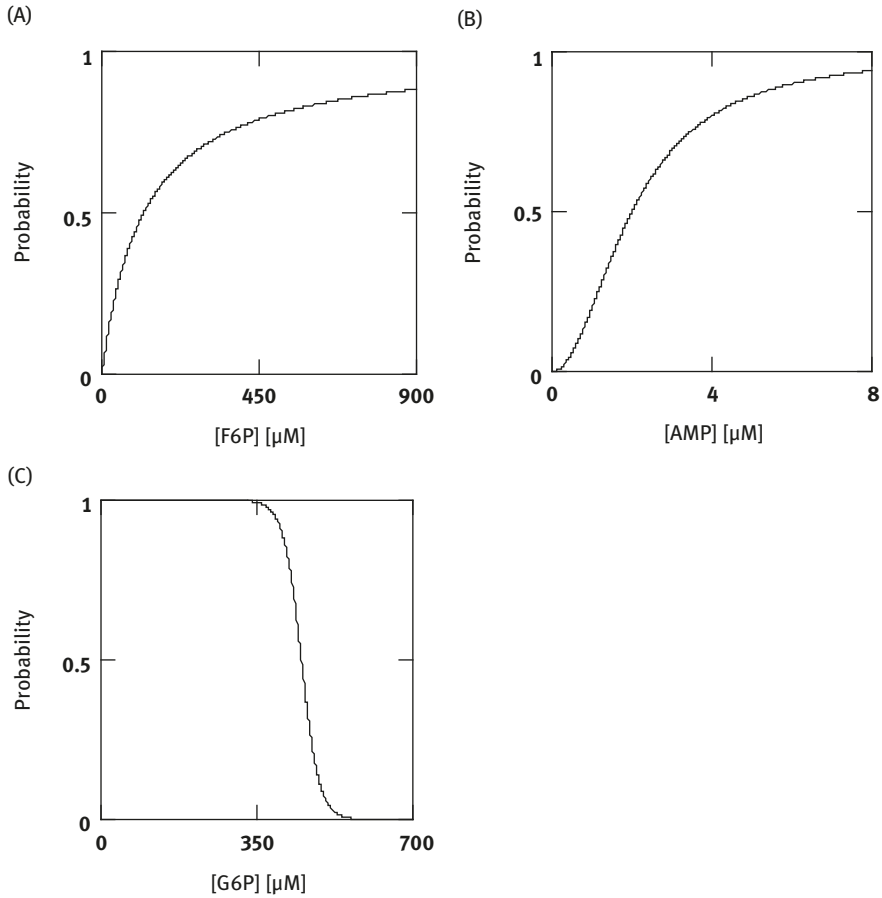 (A)
1
Probability
0.5
0
0
450
900
[F6P] [µM]
(B)
1
Probability
0.5
0
0
4
8
[AMP] [µM]
(C)
1
Probability
0.5
0
0
350
700
[G6P] [µM]